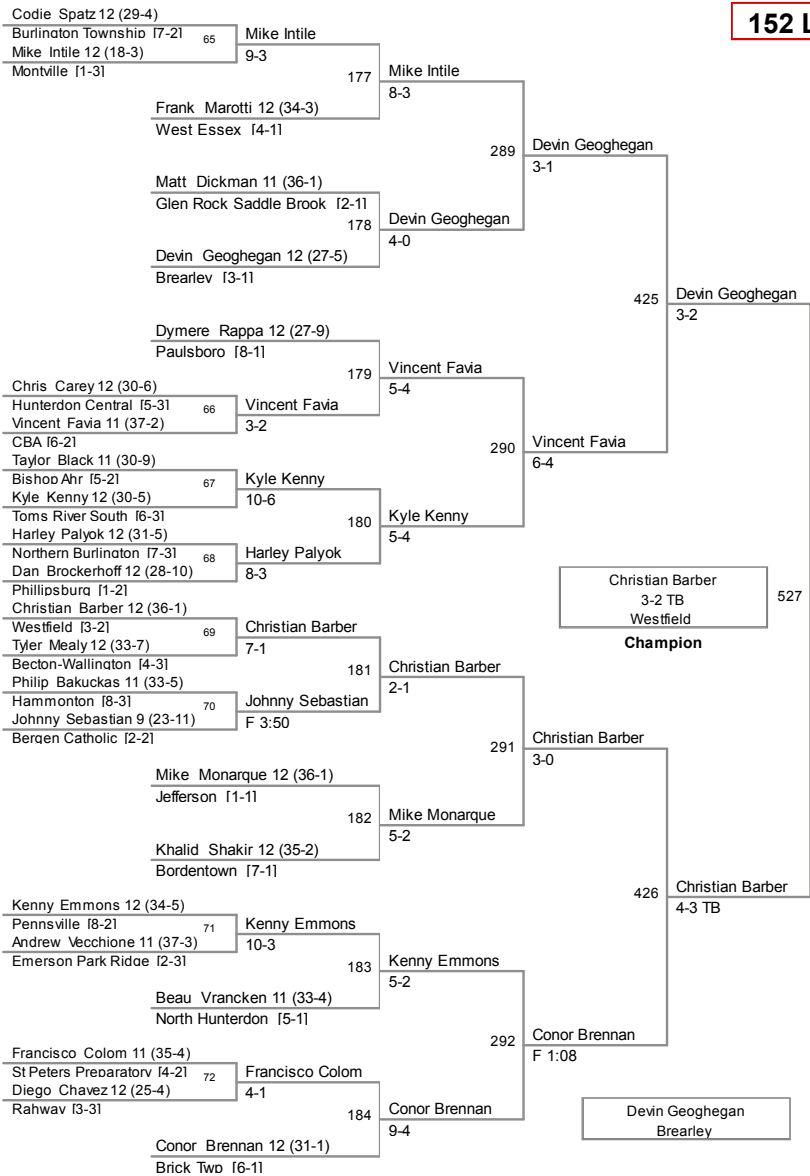 152 L
Codie Spatz 12 (29-4)
Burlington Township [7-2]
65
Mike Intile 12 (18-3)
Montville [1-3]
Mike Intile
9-3
177
Mike Intile
8-3
Frank Marotti 12 (34-3)
West Essex [4-1]
289
Devin Geoghegan
3-1
Matt Dickman 11 (36-1)
Glen Rock Saddle Brook [2-1]
178
Devin Geoghegan
4-0
Devin Geoghegan 12 (27-5)
Brearley [3-1]
425
Devin Geoghegan
3-2
Dymere Rappa 12 (27-9)
Paulsboro [8-1]
179
Vincent Favia
5-4
Chris Carey 12 (30-6)
Hunterdon Central [5-3]
66
Vincent Favia 11 (37-2)
CBA [6-2]
Vincent Favia
3-2
290
Vincent Favia
6-4
Taylor Black 11 (30-9)
Bishop Ahr [5-2]
67
Kyle Kenny 12 (30-5)
Toms River South [6-3]
Kyle Kenny
10-6
180
Kyle Kenny
5-4
Harley Palyok 12 (31-5)
Northern Burlington [7-3]
68
Dan Brockerhoff 12 (28-10)
Phillipsburg [1-2]
Harley Palyok
8-3
Christian Barber
3-2 TB
Westfield
527
Champion
Christian Barber 12 (36-1)
Westfield [3-2]
69
Tyler Mealy 12 (33-7)
Becton-Wallington [4-3]
Christian Barber
7-1
181
Christian Barber
2-1
Philip Bakuckas 11 (33-5)
Hammonton [8-3]
70
Johnny Sebastian 9 (23-11)
Bergen Catholic [2-2]
Johnny Sebastian
F 3:50
291
Christian Barber
3-0
Mike Monarque 12 (36-1)
Jefferson [1-1]
182
Mike Monarque
5-2
Khalid Shakir 12 (35-2)
Bordentown [7-1]
426
Christian Barber
4-3 TB
Kenny Emmons 12 (34-5)
Pennsville [8-2]
71
Andrew Vecchione 11 (37-3)
Emerson Park Ridge [2-3]
Kenny Emmons
10-3
183
Kenny Emmons
5-2
Beau Vrancken 11 (33-4)
North Hunterdon [5-1]
292
Conor Brennan
F 1:08
Francisco Colom 11 (35-4)
St Peters Preparatory [4-2]
72
Diego Chavez 12 (25-4)
Rahway [3-3]
Francisco Colom
4-1
184
Conor Brennan
9-4
Conor Brennan 12 (31-1)
Brick Twp [6-1]
Devin Geoghegan
Brearley